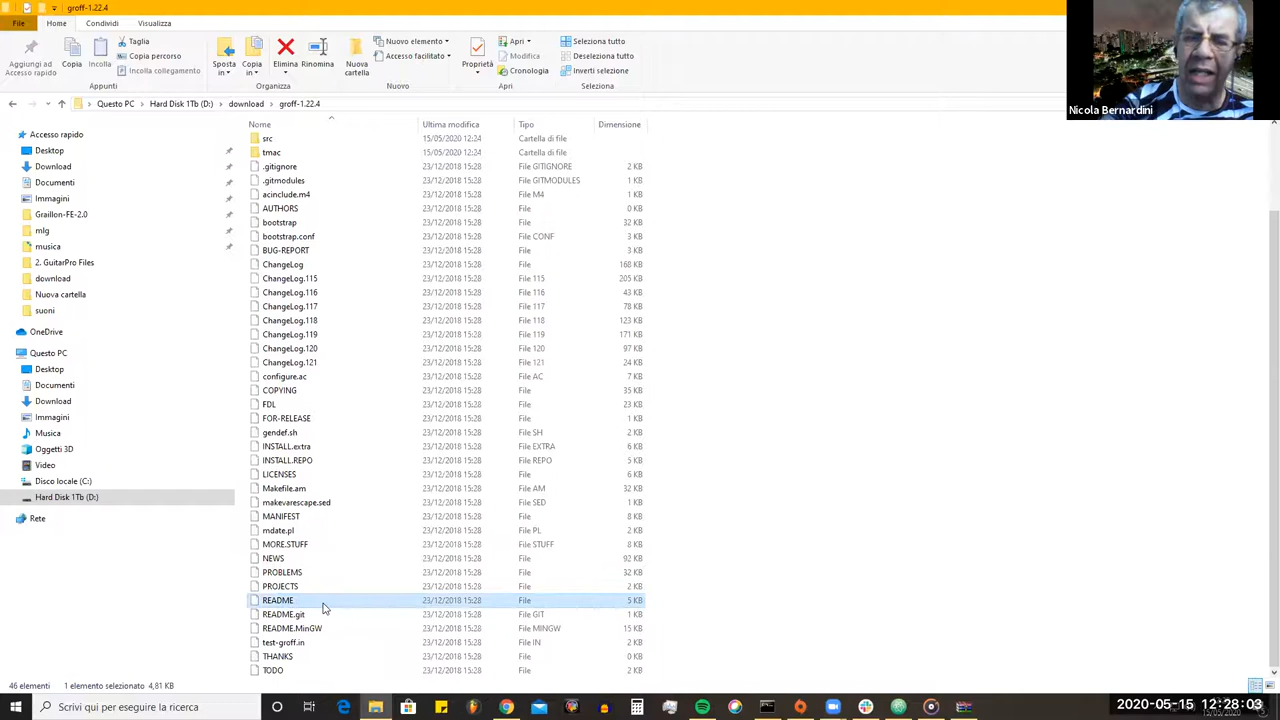 groff-1.22.4
File Home Condividi Visualizza
Aggiungi ad Accesso rapido
Copia
Incolla
Taglia
Copia percorso
Incolla collegamento
Appunti
Sposta in
Copia in
Elimina
Rinomina
Organizza
Nuova cartella
Nuovo elemento
Accesso facilitato
Nuovo
Proprietà
Apri
Modifica
Cronologia
Apri
Seleziona tutto
Deseleziona tutto
Inverti selezione
Seleziona
Nicola Bernardini
Questo PC Hard Disk 1Tb (D:) download groff-1.22.4
Accesso rapido
Desktop
Download
Documenti
Immagini
Graillon-FE-2.0
mlg
musica
2. GuitarPro Files
download
Nuova cartella
suoni
OneDrive
Questo PC
Desktop
Documenti
Download
Immagini
Musica
Oggetti 3D
Video
Disco locale (C:)
Hard Disk 1Tb (D:)
Rete
Nome Ultima modifica Tipo Dimensione
src 15/05/2020 12:24 Cartella di file
tmac 15/05/2020 12:24 Cartella di file
.gitignore 23/12/2018 15:28 File GITIGNORE 2 KB
.gitmodules 23/12/2018 15:28 File GITMODULES 1 KB
acinclude.m4 23/12/2018 15:28 File M4 1 KB
AUTHORS 23/12/2018 15:28 File 0 KB
bootstrap 23/12/2018 15:28 File 32 KB
bootstrap.conf 23/12/2018 15:28 File CONF 3 KB
BUG-REPORT 23/12/2018 15:28 File 3 KB
ChangeLog 23/12/2018 15:28 File 168 KB
ChangeLog.115 23/12/2018 15:28 File 115 205 KB
ChangeLog.116 23/12/2018 15:28 File 116 43 KB
ChangeLog.117 23/12/2018 15:28 File 117 78 KB
ChangeLog.118 23/12/2018 15:28 File 118 123 KB
ChangeLog.119 23/12/2018 15:28 File 119 171 KB
ChangeLog.120 23/12/2018 15:28 File 120 97 KB
ChangeLog.121 23/12/2018 15:28 File 121 24 KB
configure.ac 23/12/2018 15:28 File AC 7 KB
COPYING 23/12/2018 15:28 File 35 KB
FDL 23/12/2018 15:28 File 23 KB
FOR-RELEASE 23/12/2018 15:28 File 1 KB
gendef.sh 23/12/2018 15:28 File SH 2 KB
INSTALL.extra 23/12/2018 15:28 File EXTRA 6 KB
INSTALL.REPO 23/12/2018 15:28 File REPO 5 KB
LICENSES 23/12/2018 15:28 File 6 KB
Makefile.am 23/12/2018 15:28 File AM 32 KB
makevarescape.sed 23/12/2018 15:28 File SED 1 KB
MANIFEST 23/12/2018 15:28 File 8 KB
mdate.pl 23/12/2018 15:28 File PL 2 KB
MORE.STUFF 23/12/2018 15:28 File STUFF 8 KB
NEWS 23/12/2018 15:28 File 92 KB
PROBLEMS 23/12/2018 15:28 File 32 KB
PROJECTS 23/12/2018 15:28 File 2 KB
README 23/12/2018 15:28 File 5 KB
README.git 23/12/2018 15:28 File GIT 1 KB
README.MinGW 23/12/2018 15:28 File MINGW 15 KB
test-groff.in 23/12/2018 15:28 File IN 2 KB
THANKS 23/12/2018 15:28 File 0 KB
TODO 23/12/2018 15:28 File 2 KB
46 elementi 1 elemento selezionato 4,81 KB
Scrivi qui per eseguire la ricerca
2020-05-15 12:28:03
15/05/2020